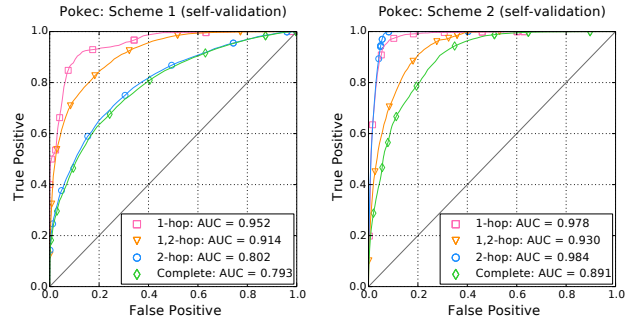 Pokec: Scheme 1 (self-validation)
True Positive
1.0
0.8
0.6
0.4
0.2
0.0
0.0 0.2 0.4 0.6 0.8 1.0
False Positive
1-hop: AUC = 0.952
1,2-hop: AUC = 0.914
2-hop: AUC = 0.802
Complete: AUC = 0.793
Pokec: Scheme 2 (self-validation)
True Positive
1.0
0.8
0.6
0.4
0.2
0.0
0.0 0.2 0.4 0.6 0.8 1.0
False Positive
1-hop: AUC = 0.978
1,2-hop: AUC = 0.930
2-hop: AUC = 0.984
Complete: AUC = 0.891